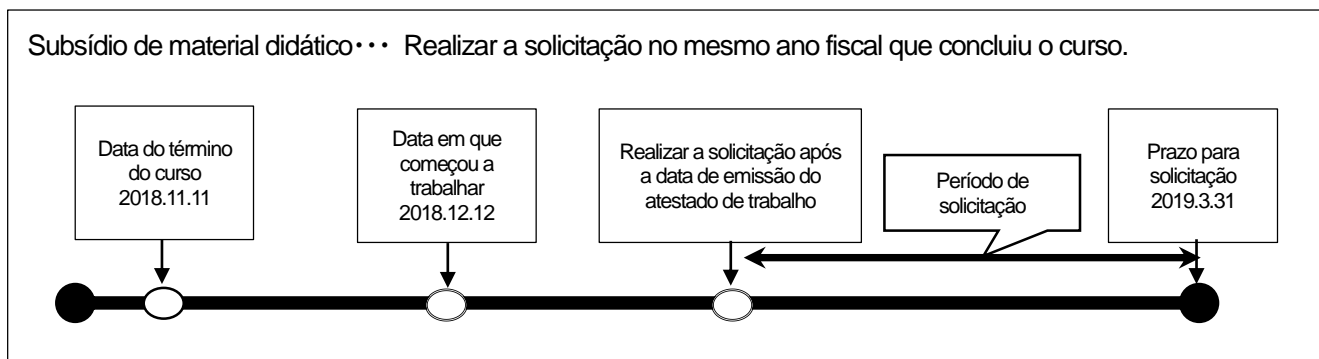 Subsídio de material didático･･･ Realizar a solicitação no mesmo ano fiscal que concluiu o curso.
Data do término
do curso
2018.11.11
Data em que
começou a
trabalhar
2018.12.12
Realizar a solicitação após
a data de emissão do
atestado de trabalho
Período de
solicitação
Prazo para
solicitação
2019.3.31